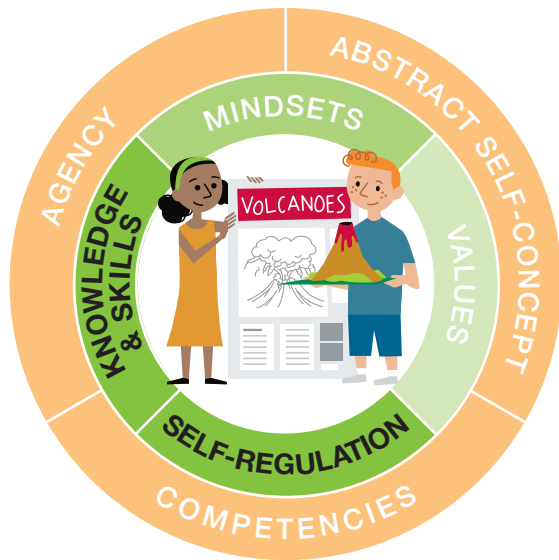 AGENCY
ABSTRACT SELF-CONCEPT
COMPETENCIES
MINDSETS
VALUES
SELF-REGULATION
KNOWLEDGE
& SKILLS
VOLCANOES